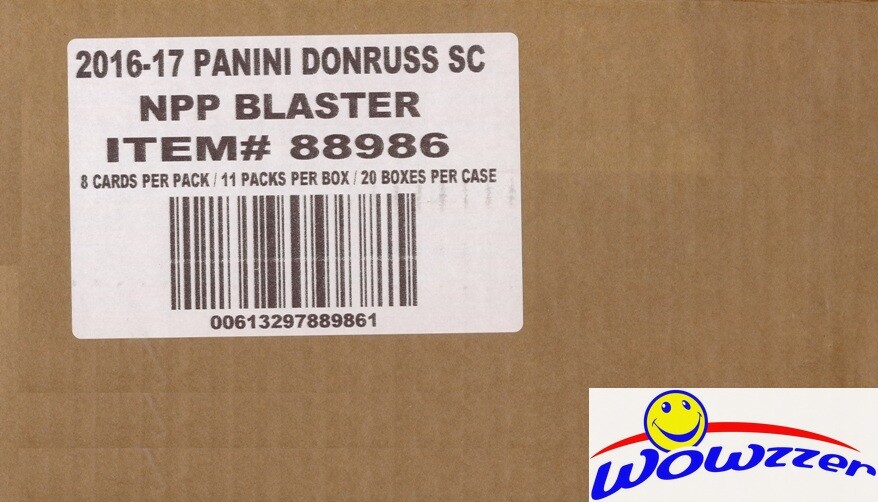 2016-17 PANINI DONRUSS SC
NPP BLASTER
ITEM# 88986
8 CARDS PER PACK / 11 PACKS PER BOX / 20 BOXES PER CASE
00613297889861
WOWZZer